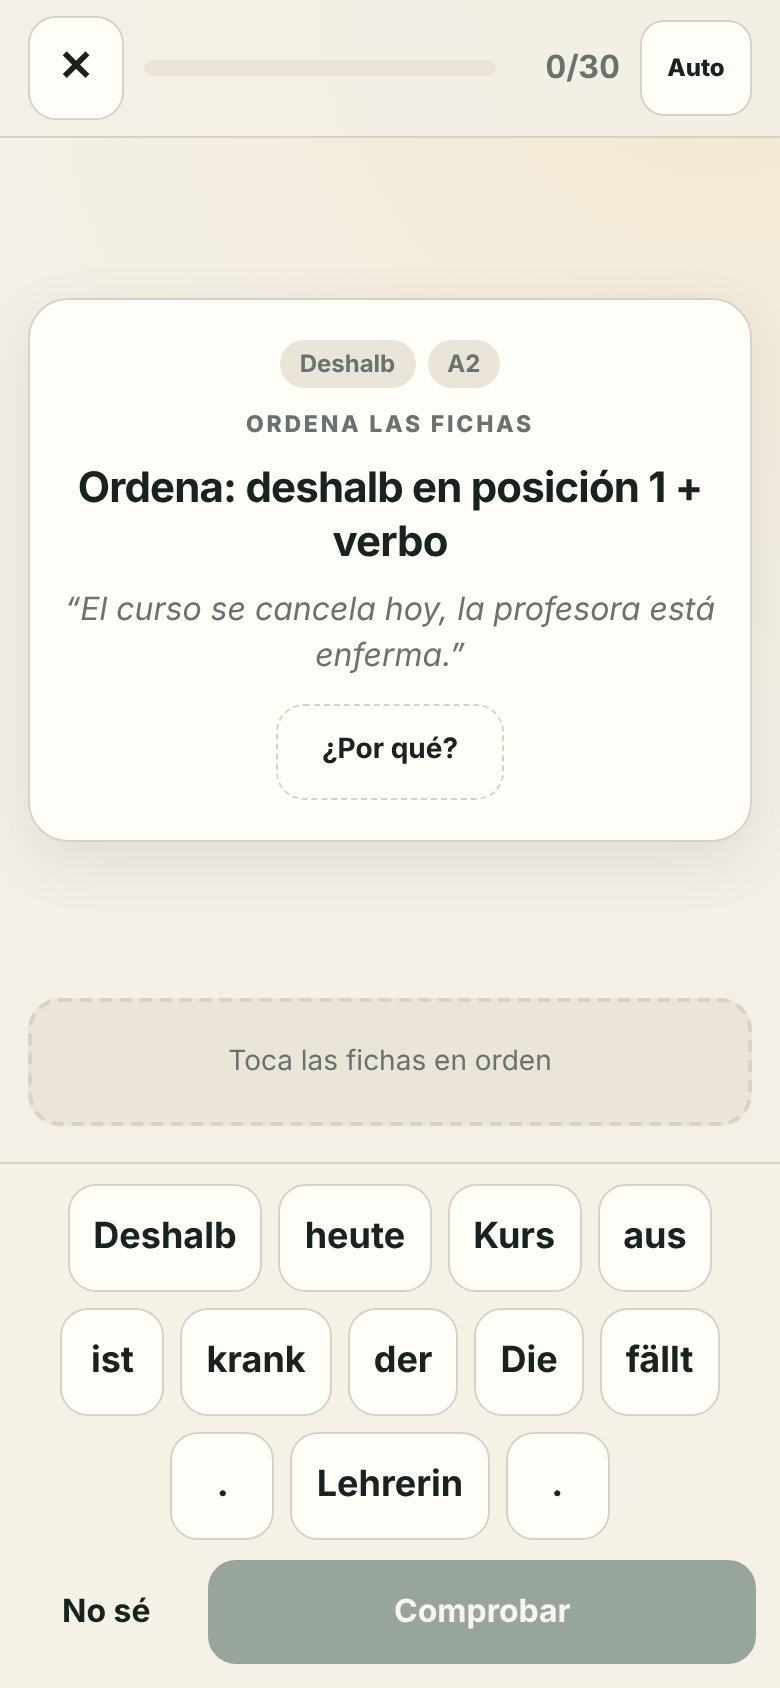 ✕ 0/30 Auto
Deshalb A2
ORDENA LAS FICHAS
Ordena: deshalb en posición 1 +
verbo
“El curso se cancela hoy, la profesora está
enferma.”
¿Por qué?
Toca las fichas en orden
Deshalb heute Kurs aus
ist krank der Die fällt
. Lehrerin .
No sé Comprobar